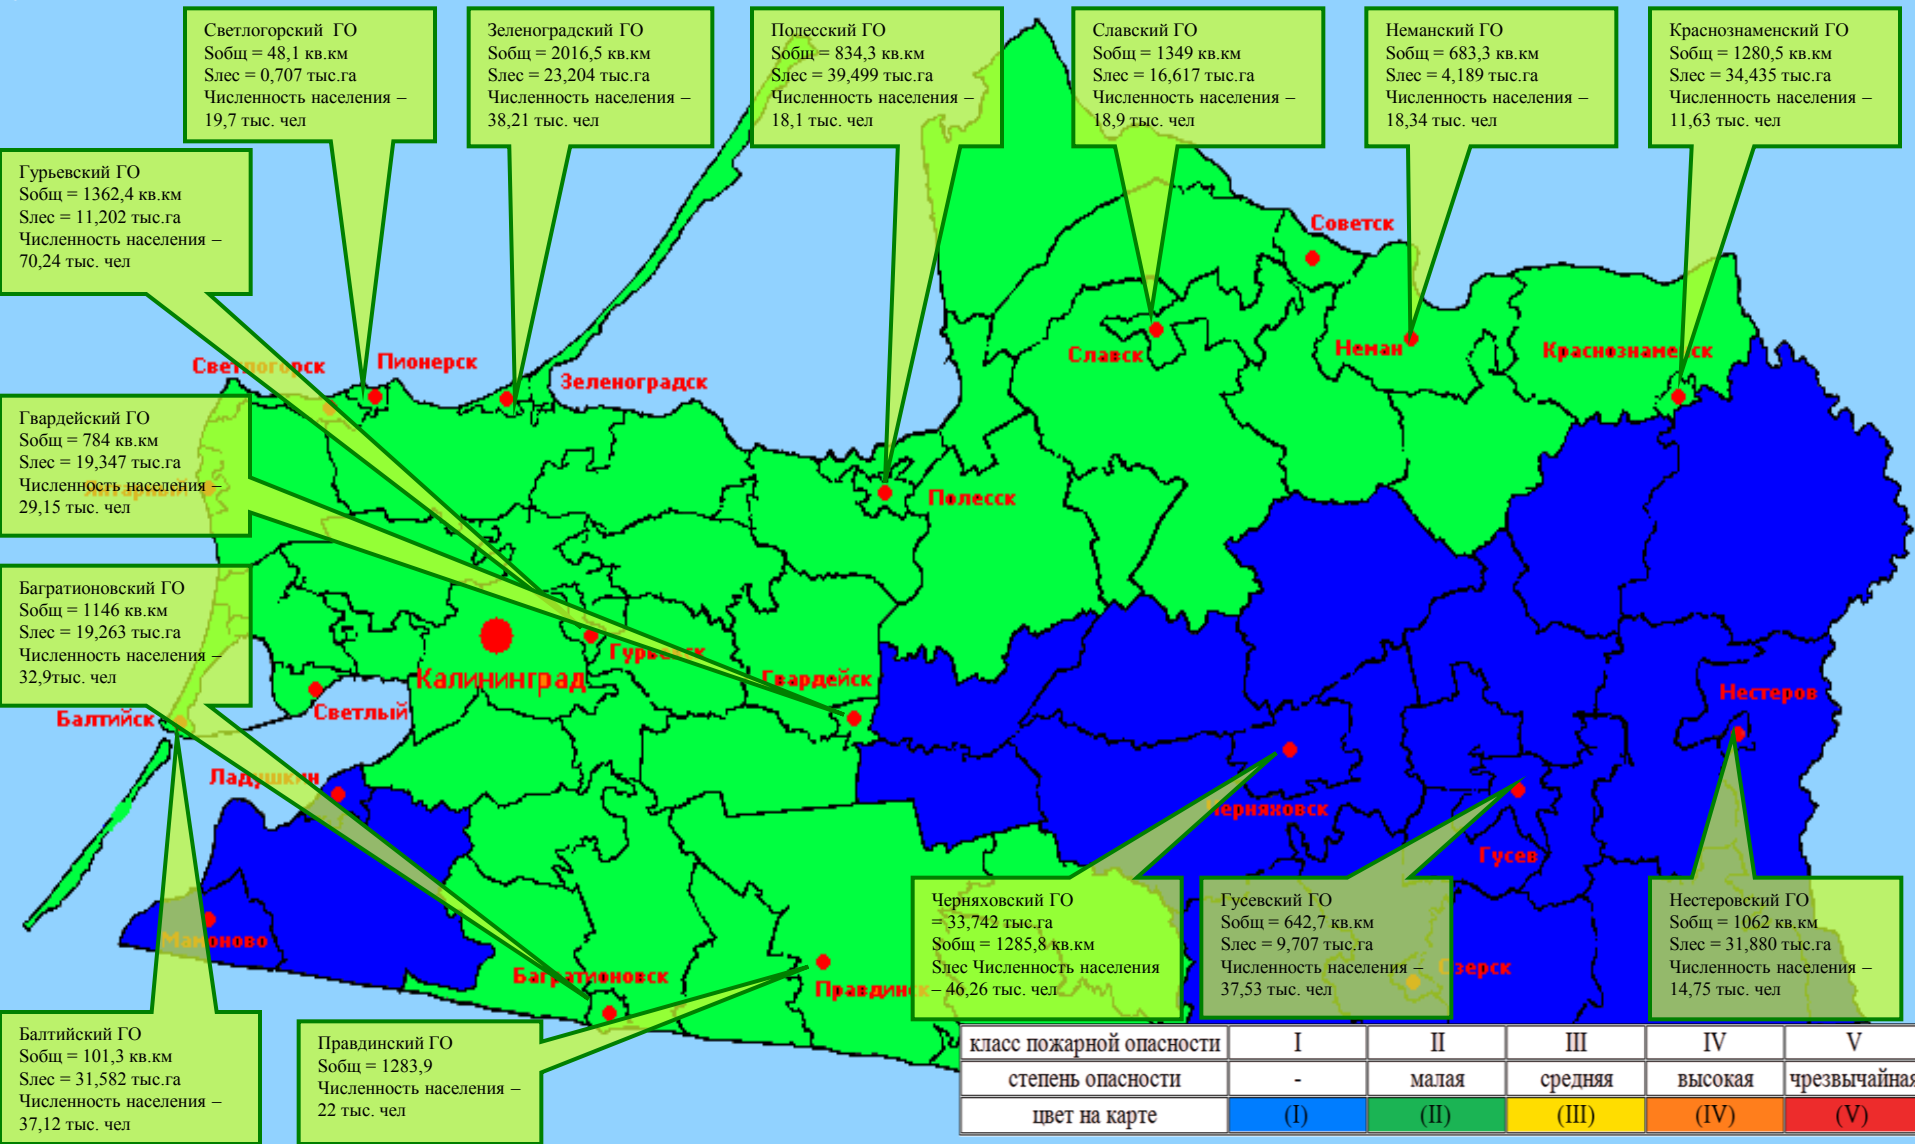 Светлогорский ГО
Sобщ = 48,1 кв.км
Sлес = 0,707 тыс.га
Численность населения –
19,7 тыс. чел
Зеленоградский ГО
Sобщ = 2016,5 кв.км
Sлес = 23,204 тыс.га
Численность населения –
38,21 тыс. чел
Полесский ГО
Sобщ = 834,3 кв.км
Sлес = 39,499 тыс.га
Численность населения –
18,1 тыс. чел
Славский ГО
Sобщ = 1349 кв.км
Sлес = 16,617 тыс.га
Численность населения –
18,9 тыс. чел
Неманский ГО
Sобщ = 683,3 кв.км
Sлес = 4,189 тыс.га
Численность населения –
18,34 тыс. чел
Краснознаменский ГО
Sобщ = 1280,5 кв.км
Sлес = 34,435 тыс.га
Численность населения –
11,63 тыс. чел
Гурьевский ГО
Sобщ = 1362,4 кв.км
Sлес = 11,202 тыс.га
Численность населения –
70,24 тыс. чел
Советск
Светлогорск
Пионерск
Зеленоградск
Славск
Неман
Краснознаменск
Гвардейский ГО
Sобщ = 784 кв.км
Sлес = 19,347 тыс.га
Численность населения –
29,15 тыс. чел
Янтарный
Полесск
Багратионовский ГО
Sобщ = 1146 кв.км
Sлес = 19,263 тыс.га
Численность населения –
32,9тыс. чел
Калининград
Гурьевск
Гвардейск
Нестеров
Балтийск
Светлый
Ладушкин
Черняховск
Гусев
Мамоново
Багратионовск
Правдинск
Озерск
Черняховский ГО
= 33,742 тыс.га
Sобщ = 1285,8 кв.км
Sлес Численность населения
– 46,26 тыс. чел
Гусевский ГО
Sобщ = 642,7 кв.км
Sлес = 9,707 тыс.га
Численность населения –
37,53 тыс. чел
Нестеровский ГО
Sобщ = 1062 кв.км
Sлес = 31,880 тыс.га
Численность населения –
14,75 тыс. чел
Балтийский ГО
Sобщ = 101,3 кв.км
Sлес = 31,582 тыс.га
Численность населения –
37,12 тыс. чел
Правдинский ГО
Sобщ = 1283,9
Численность населения –
22 тыс. чел
класс пожарной опасности I II III IV V
степень опасности - малая средняя высокая чрезвычайная
цвет на карте (I) (II) (III) (IV) (V)